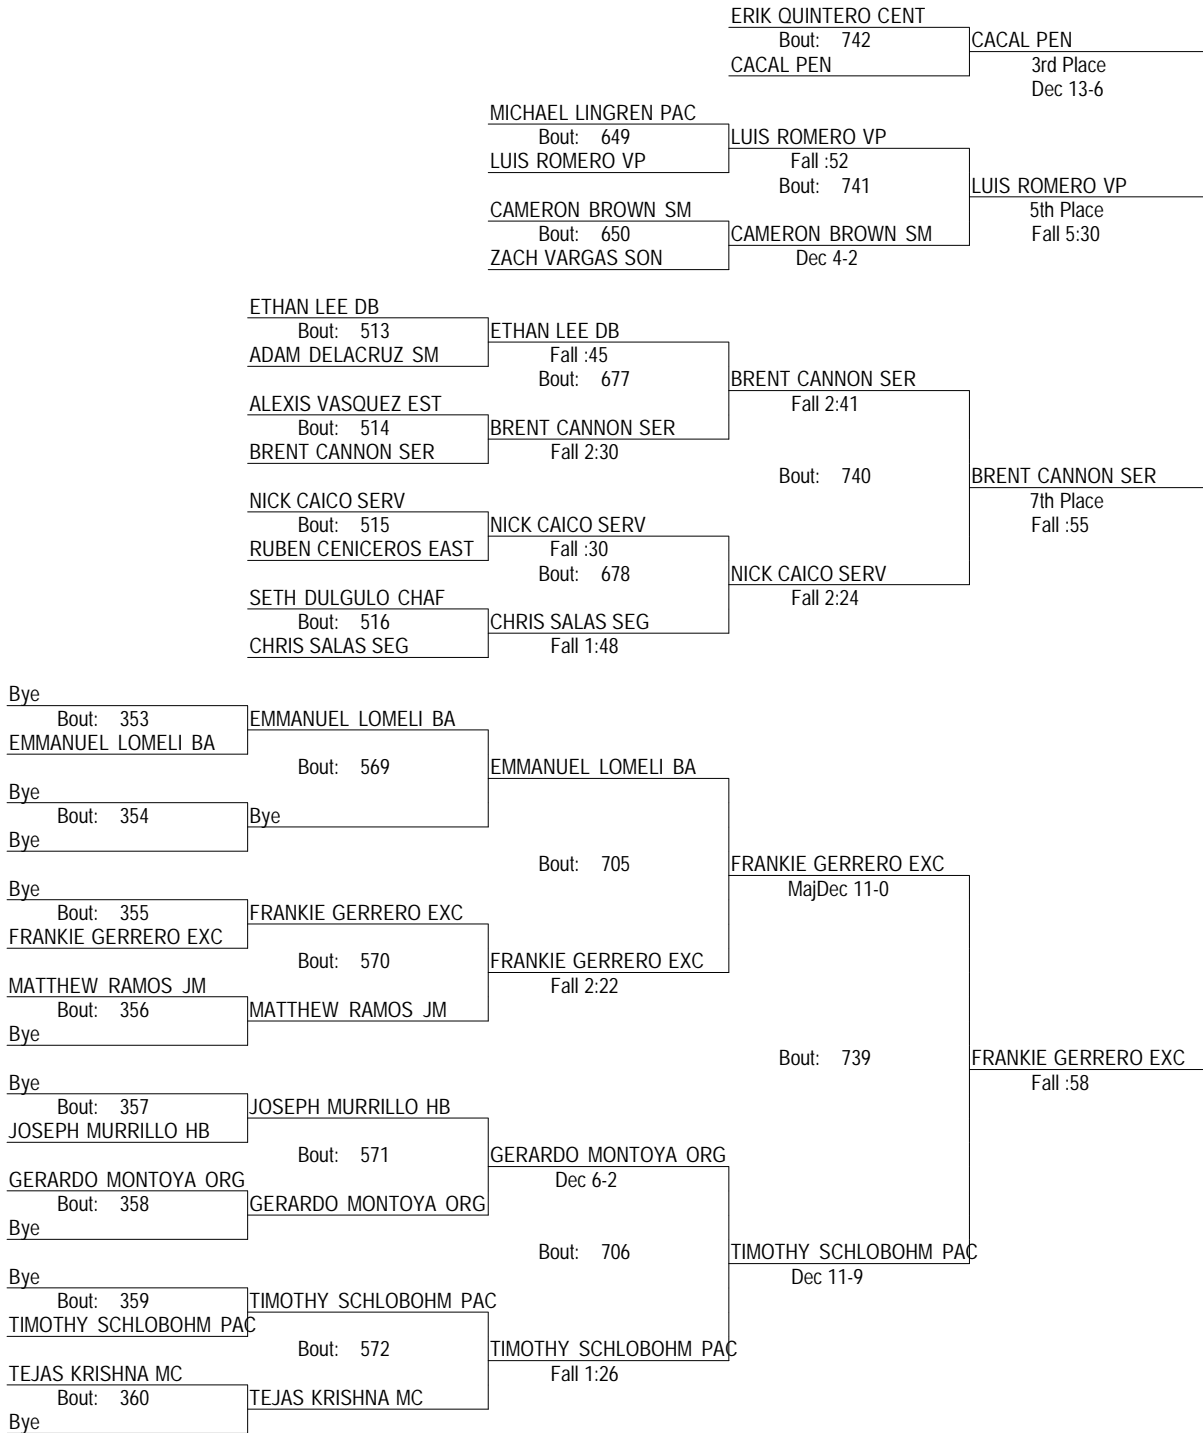 ERIK QUINTERO CENT
Bout: 742
CACAL PEN
CACAL PEN
3rd Place
Dec 13-6
MICHAEL LINGREN PAC
Bout: 649
LUIS ROMERO VP
LUIS ROMERO VP
Fall :52
Bout: 741
LUIS ROMERO VP
5th Place
Fall 5:30
CAMERON BROWN SM
Bout: 650
ZACH VARGAS SON
CAMERON BROWN SM
Dec 4-2
ETHAN LEE DB
Bout: 513
ADAM DELACRUZ SM
ETHAN LEE DB
Fall :45
Bout: 677
BRENT CANNON SER
Fall 2:41
ALEXIS VASQUEZ EST
Bout: 514
BRENT CANNON SER
BRENT CANNON SER
Fall 2:30
Bout: 740
BRENT CANNON SER
7th Place
Fall :55
NICK CAICO SERV
Bout: 515
RUBEN CENICEROS EAST
NICK CAICO SERV
Fall :30
Bout: 678
NICK CAICO SERV
Fall 2:24
SETH DULGULO CHAF
Bout: 516
CHRIS SALAS SEG
CHRIS SALAS SEG
Fall 1:48
Bye
Bout: 353
EMMANUEL LOMELI BA
EMMANUEL LOMELI BA
Bout: 569
EMMANUEL LOMELI BA
Bye
Bout: 354
Bye
Bye
Bout: 705
FRANKIE GERRERO EXC
MajDec 11-0
Bye
Bout: 355
FRANKIE GERRERO EXC
FRANKIE GERRERO EXC
Bout: 570
FRANKIE GERRERO EXC
Fall 2:22
MATTHEW RAMOS JM
Bout: 356
Bye
MATTHEW RAMOS JM
Bout: 739
FRANKIE GERRERO EXC
Fall :58
Bye
Bout: 357
JOSEPH MURRILLO HB
JOSEPH MURRILLO HB
Bout: 571
GERARDO MONTOYA ORG
Dec 6-2
GERARDO MONTOYA ORG
Bout: 358
Bye
GERARDO MONTOYA ORG
Bout: 706
TIMOTHY SCHLOBOHM PAC
Dec 11-9
Bye
Bout: 359
TIMOTHY SCHLOBOHM PAC
TIMOTHY SCHLOBOHM PAC
Bout: 572
TIMOTHY SCHLOBOHM PAC
Fall 1:26
TEJAS KRISHNA MC
Bout: 360
Bye
TEJAS KRISHNA MC